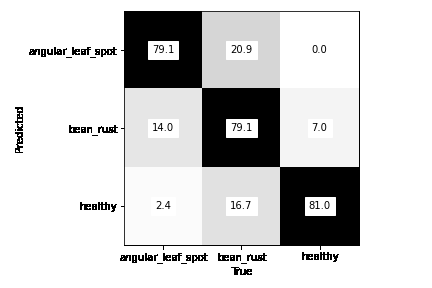 angular_leaf_spot 79.1 20.9 0.0
Predicted
bean_rust 14.0 79.1 7.0
healthy 2.4 16.7 81.0
angular_leaf_spot bean_rust healthy
True